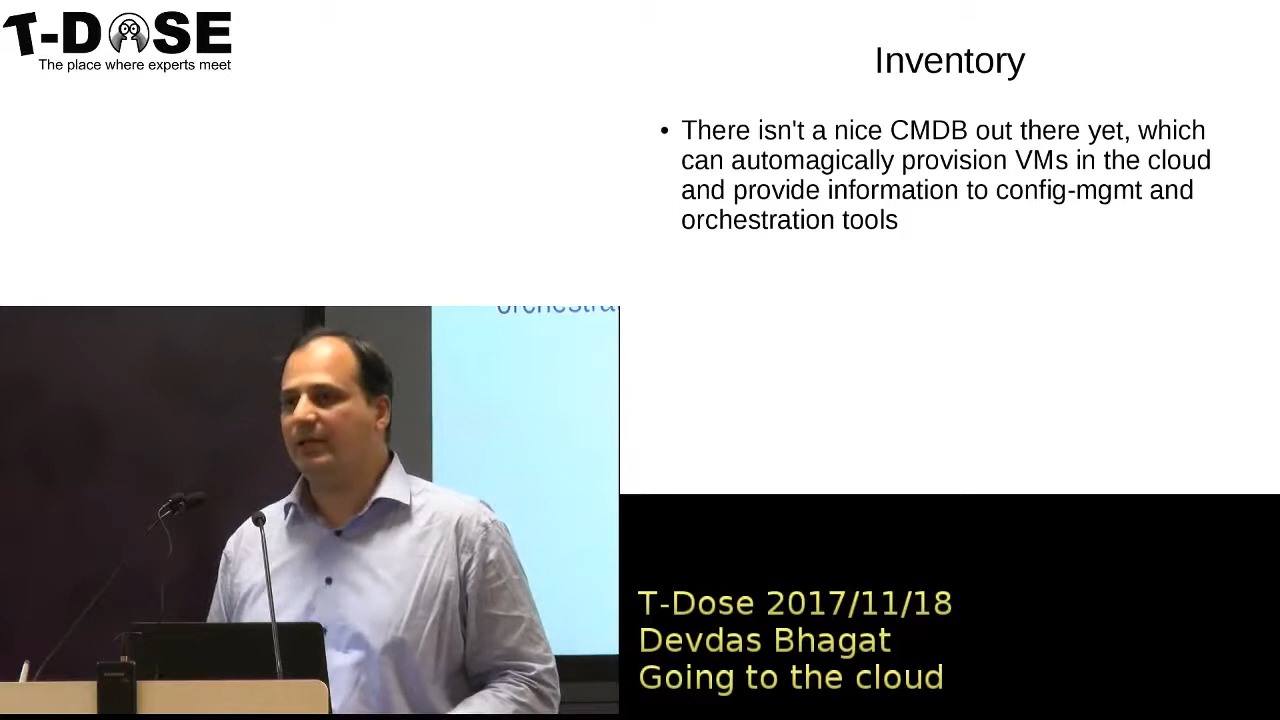 T-DOSE
The place where experts meet
Inventory
• There isn't a nice CMDB out there yet, which
can automagically provision VMs in the cloud
and provide information to config-mgmt and
orchestration tools
orchestra
T-Dose 2017/11/18
Devdas Bhagat
Going to the cloud